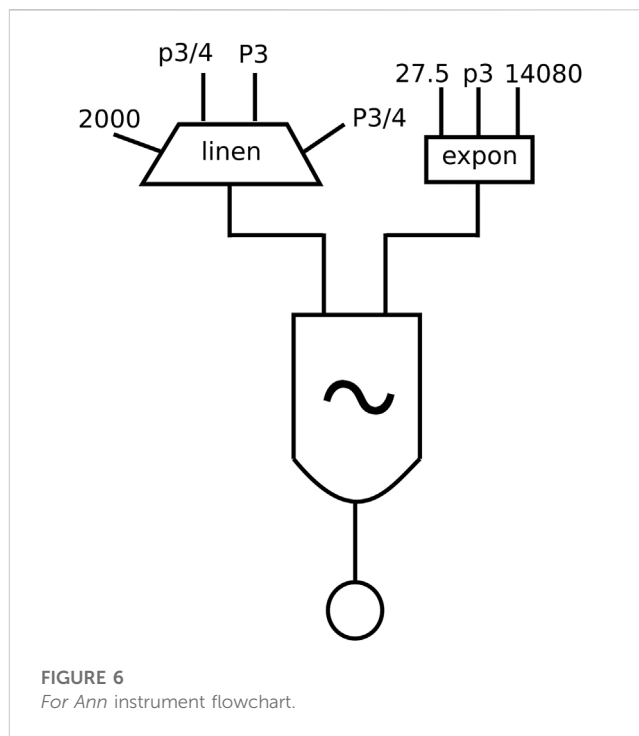 p3/4 P3
27.5 p3 14080
2000
P3/4
linen
expon
FIGURE 6
For Ann instrument flowchart.